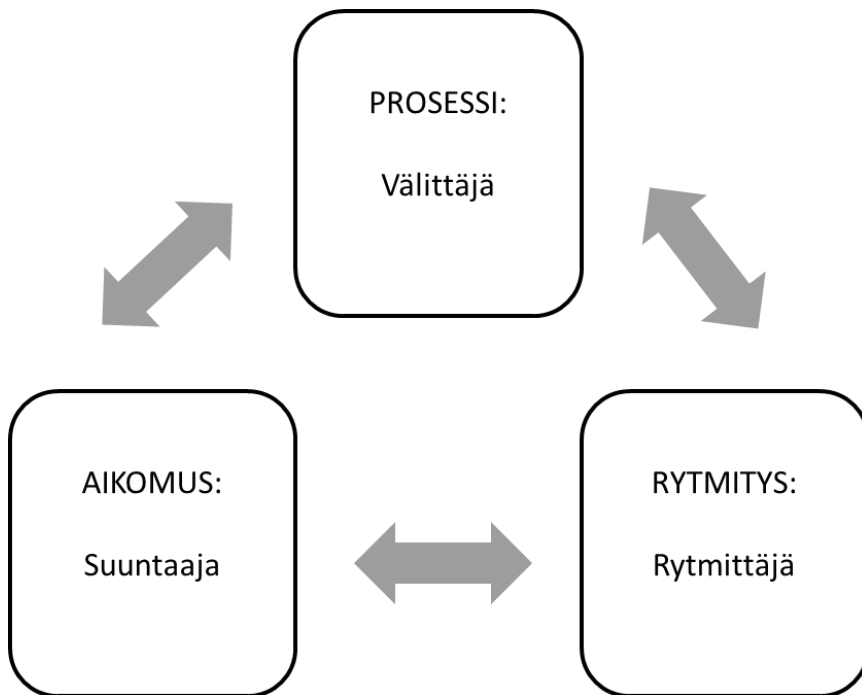 PROSESSI:
Välittäjä
AIKOMUS:
Suuntaaja
RYTMITYS:
Rytmittäjä